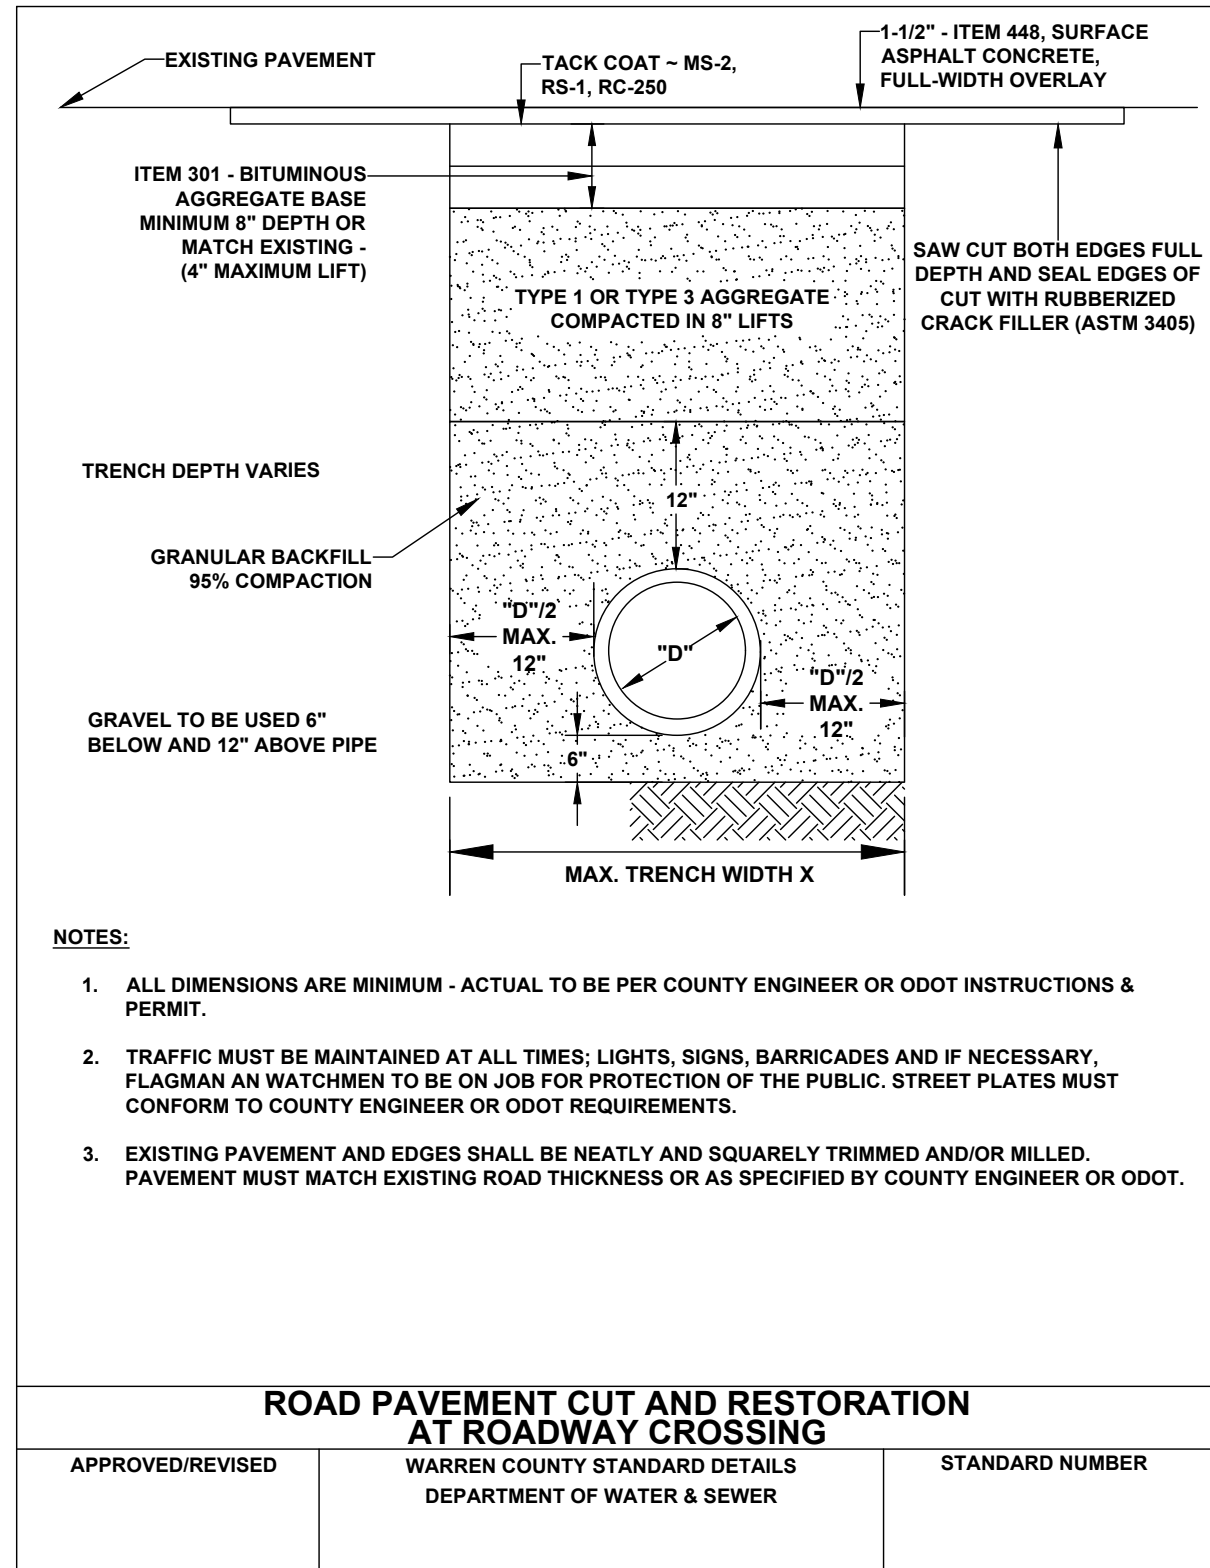 EXISTING PAVEMENT
TACK COAT ~ MS-2,
RS-1, RC-250
1-1/2" - ITEM 448, SURFACE
ASPHALT CONCRETE,
FULL-WIDTH OVERLAY
ITEM 301 - BITUMINOUS
AGGREGATE BASE
MINIMUM 8" DEPTH OR
MATCH EXISTING -
(4" MAXIMUM LIFT)
SAW CUT BOTH EDGES FULL
DEPTH AND SEAL EDGES OF
CUT WITH RUBBERIZED
CRACK FILLER (ASTM 3405)
TYPE 1 OR TYPE 3 AGGREGATE
COMPACTED IN 8" LIFTS
TRENCH DEPTH VARIES
12"
GRANULAR BACKFILL
95% COMPACTION
"D"/2
MAX.
12"
"D"
"D"/2
MAX.
12"
GRAVEL TO BE USED 6"
BELOW AND 12" ABOVE PIPE
6"
MAX. TRENCH WIDTH X
NOTES:
1. ALL DIMENSIONS ARE MINIMUM - ACTUAL TO BE PER COUNTY ENGINEER OR ODOT INSTRUCTIONS &
PERMIT.
2. TRAFFIC MUST BE MAINTAINED AT ALL TIMES; LIGHTS, SIGNS, BARRICADES AND IF NECESSARY,
FLAGMAN AN WATCHMEN TO BE ON JOB FOR PROTECTION OF THE PUBLIC. STREET PLATES MUST
CONFORM TO COUNTY ENGINEER OR ODOT REQUIREMENTS.
3. EXISTING PAVEMENT AND EDGES SHALL BE NEATLY AND SQUARELY TRIMMED AND/OR MILLED.
PAVEMENT MUST MATCH EXISTING ROAD THICKNESS OR AS SPECIFIED BY COUNTY ENGINEER OR ODOT.
ROAD PAVEMENT CUT AND RESTORATION
AT ROADWAY CROSSING
APPROVED/REVISED
WARREN COUNTY STANDARD DETAILS
DEPARTMENT OF WATER & SEWER
STANDARD NUMBER